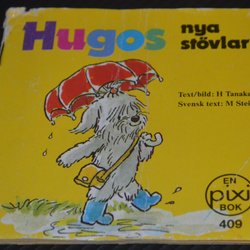 Hugos
nya
stövlar
Text/bild: H Tanaka
Svensk text: M
EN
pixi
BOK
409